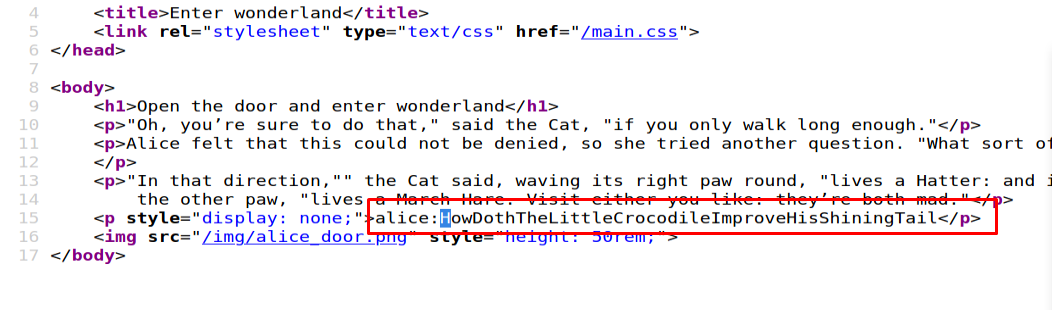 4 <title>Enter wonderland</title>
5 <link rel="stylesheet" type="text/css" href="/main.css">
6 </head>
7
8 <body>
9 <h1>Open the door and enter wonderland</h1>
10 <p>"Oh, you’re sure to do that," said the Cat, "if you only walk long enough."</p>
11 <p>Alice felt that this could not be denied, so she tried another question. "What sort of
12 </p>
13 <p>"In that direction,"" the Cat said, waving its right paw round, "lives a Hatter: and i
14 the other paw, "lives a March Hare. Visit either you like: they’re both mad."</p>
15 <p style="display: none;">alice:HowDothTheLittleCrocodileImproveHisShiningTail</p>
16 <img src="/img/alice_door.png" style="height: 50rem;">
17 </body>